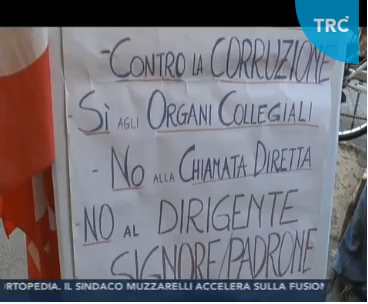 TRC
- CONTRO LA CORRUZIONE
- SÌ AGLI ORGANI COLLEGIALI
- NO ALLA CHIAMATA DIRETTA
- NO AL DIRIGENTE
SIGNORE/PADRONE
RTOPEDIA. IL SINDACO MUZZARELLI ACCELERA SULLA FUSION